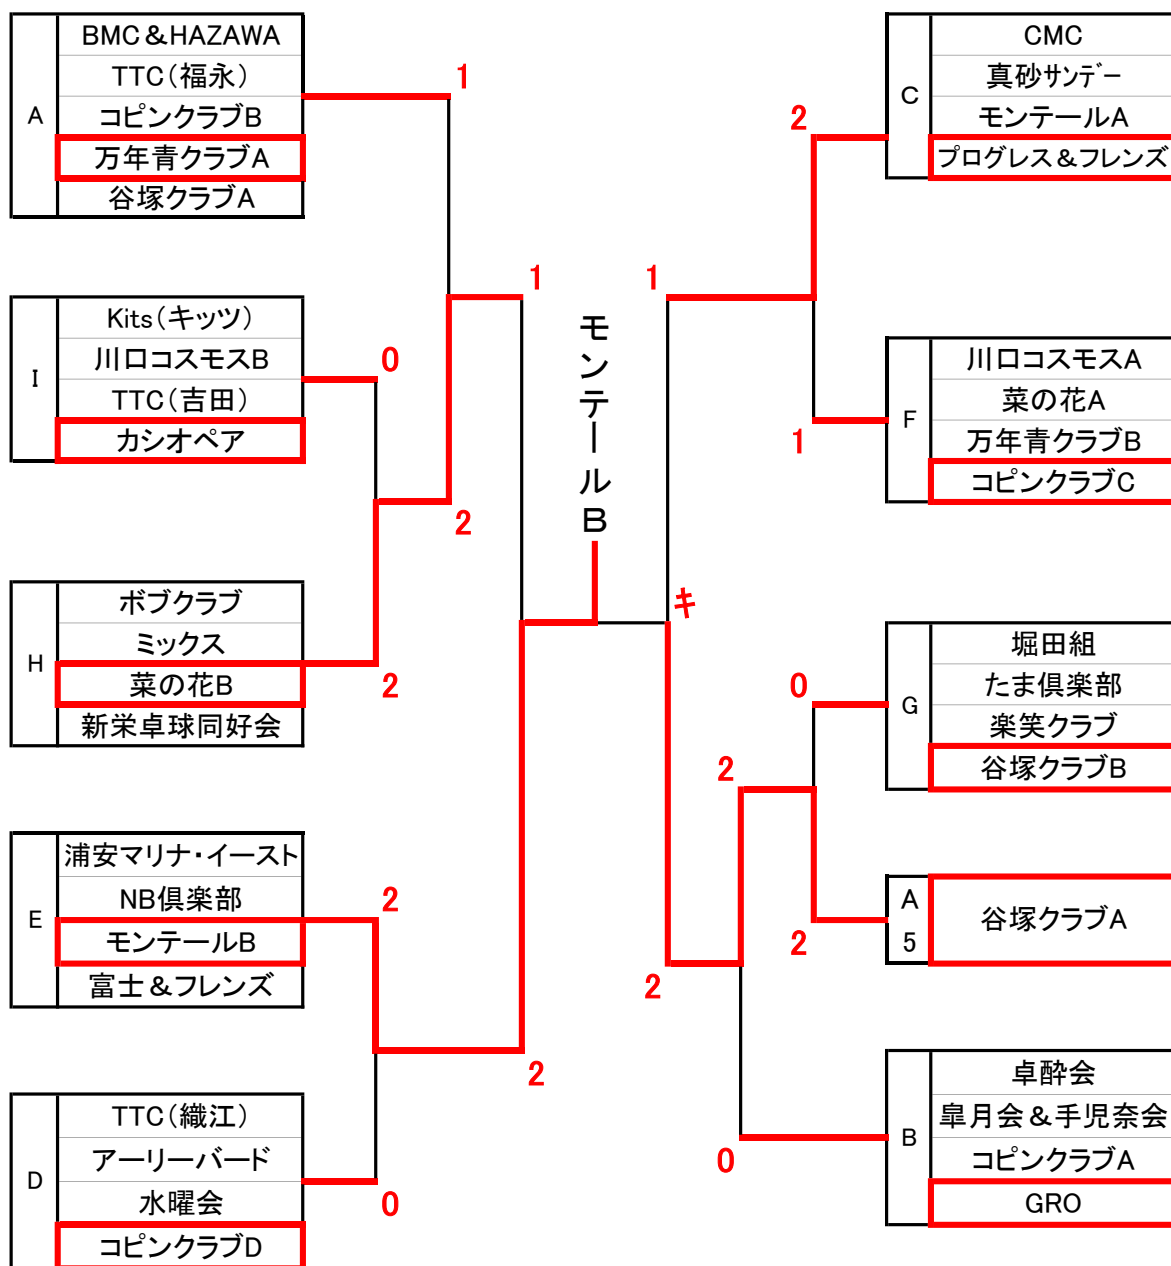 A
BMC&HAZAWA
TTC(福永)
コピンクラブB
万年青クラブA
谷塚クラブA
1
I
Kits(キッツ)
川口コスモスB
TTC(吉田)
カシオペア
0
2
1
H
ボブクラブ
ミックス
菜の花B
新栄卓球同好会
2
E
浦安マリナ・イースト
NB倶楽部
モンテールB
富士&フレンズ
2
2
D
TTC(織江)
アーリーバード
水曜会
コピンクラブD
0
モンテールB
C
CMC
真砂サンデー
モンテールA
プログレス&フレンズ
2
1
F
川口コスモスA
菜の花A
万年青クラブB
コピンクラブC
1
キ
G
堀田組
たま倶楽部
楽笑クラブ
谷塚クラブB
0
2
A
5
谷塚クラブA
2
2
B
卓酔会
皐月会&手児奈会
コピンクラブA
GRO
0